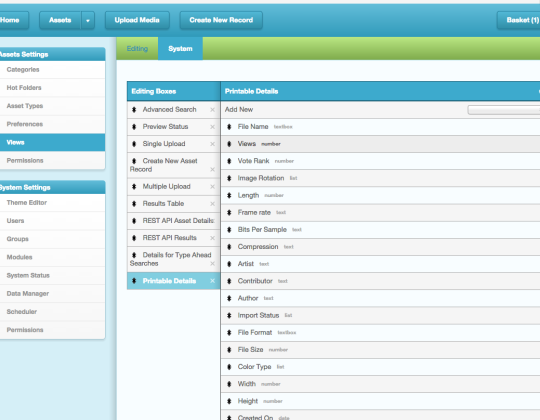 Home
Assets
Upload Media
Create New Record
Basket (1)
Editing
System
Assets Settings
Categories
Hot Folders
Asset Types
Preferences
Views
Permissions
System Settings
Theme Editor
Users
Groups
Modules
System Status
Data Manager
Scheduler
Permissions
Editing Boxes
Advanced Search
Preview Status
Single Upload
Create New Asset
Record
Multiple Upload
Results Table
REST API Asset Details
REST API Results
Details for Type Ahead
Searches
Printable Details
Printable Details
Add New
File Name textbox
Views number
Vote Rank number
Image Rotation list
Length number
Frame rate text
Bits Per Sample text
Compression text
Artist text
Contributor text
Author text
Import Status list
File Format textbox
File Size number
Color Type list
Width number
Height number
Created On date